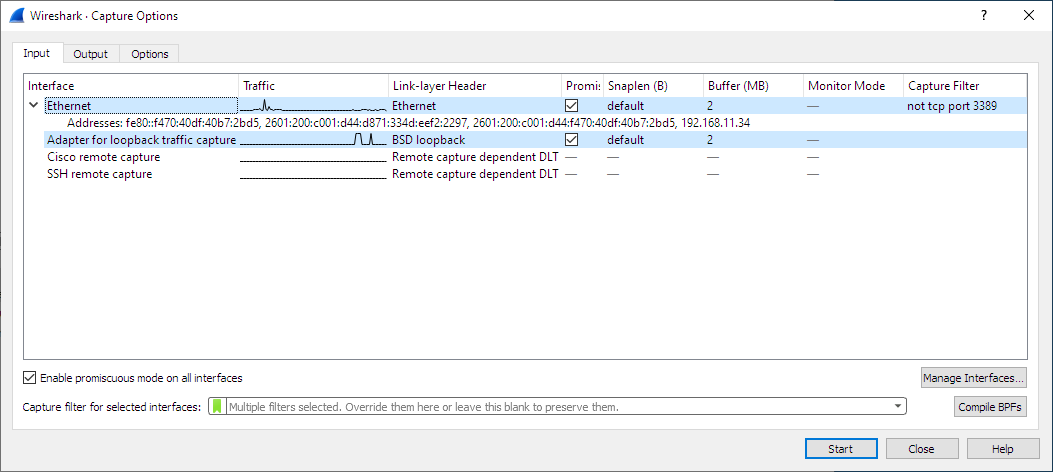 Wireshark · Capture Options
Input Output Options
Interface Traffic Link-layer Header Promis Snaplen (B) Buffer (MB) Monitor Mode Capture Filter
Ethernet Ethernet default 2 — not tcp port 3389
Addresses: fe80::f470:40df:40b7:2bd5, 2601:200:c001:d44:d871:334d:eef2:2297, 2601:200:c001:d44:f470:40df:40b7:2bd5, 192.168.11.34
Adapter for loopback traffic capture BSD loopback default 2 —
Cisco remote capture Remote capture dependent DLT — — — —
SSH remote capture Remote capture dependent DLT — — — —
Enable promiscuous mode on all interfaces Manage Interfaces...
Capture filter for selected interfaces: Multiple filters selected. Override them here or leave this blank to preserve them. Compile BPFs
Start Close Help